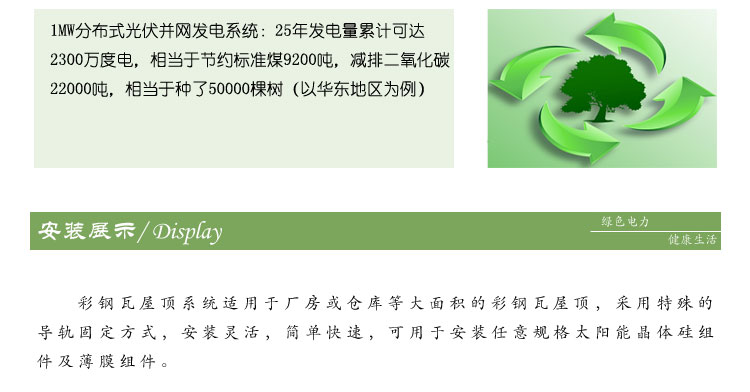 1MW分布式光伏并网发电系统：25年发电量累计可达
2300万度电，相当于节约标准煤9200吨，减排二氧化碳
22000吨，相当于种了50000棵树（以华东地区为例）
安装展示/Display
绿色电力
健康生活
彩钢瓦屋顶系统适用于厂房或仓库等大面积的彩钢瓦屋顶，采用特殊的
导轨固定方式，安装灵活，简单快速，可用于安装任意规格太阳能晶体硅组
件及薄膜组件。